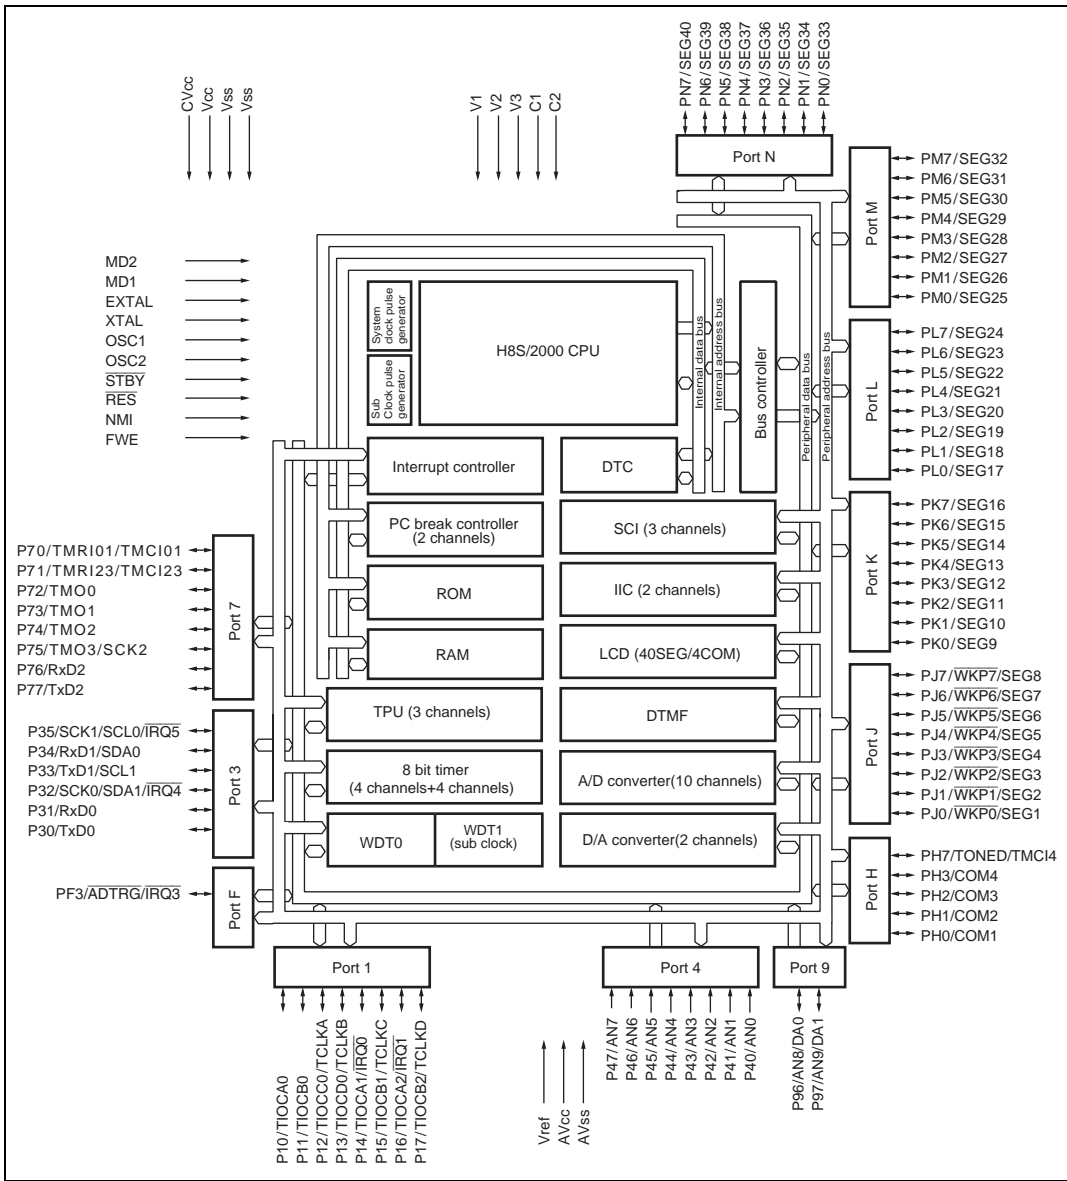 CVcc
Vcc
Vss
Vss
V1
V2
V3
C1
C2
PN7/SEG40
PN6/SEG39
PN5/SEG38
PN4/SEG37
PN3/SEG36
PN2/SEG35
PN1/SEG34
PN0/SEG33
Port N
Port M
PM7/SEG32
PM6/SEG31
PM5/SEG30
PM4/SEG29
PM3/SEG28
PM2/SEG27
PM1/SEG26
PM0/SEG25
MD2
MD1
EXTAL
XTAL
OSC1
OSC2
STBY
RES
NMI
FWE
System
clock pulse
generator
Sub
Clock pulse
generator
H8S/2000 CPU
Internal data bus
Internal address bus
Bus controller
Peripheral data bus
Peripheral address bus
Port L
PL7/SEG24
PL6/SEG23
PL5/SEG22
PL4/SEG21
PL3/SEG20
PL2/SEG19
PL1/SEG18
PL0/SEG17
Interrupt controller
DTC
PC break controller
(2 channels)
SCI (3 channels)
ROM
IIC (2 channels)
RAM
LCD (40SEG/4COM)
TPU (3 channels)
DTMF
8 bit timer
(4 channels+4 channels)
A/D converter(10 channels)
WDT0
WDT1
(sub clock)
D/A converter(2 channels)
Port K
PK7/SEG16
PK6/SEG15
PK5/SEG14
PK4/SEG13
PK3/SEG12
PK2/SEG11
PK1/SEG10
PK0/SEG9
P70/TMRI01/TMCI01
P71/TMRI23/TMCI23
P72/TMO0
P73/TMO1
P74/TMO2
P75/TMO3/SCK2
P76/RxD2
P77/TxD2
Port 7
Port J
PJ7/WKP7/SEG8
PJ6/WKP6/SEG7
PJ5/WKP5/SEG6
PJ4/WKP4/SEG5
PJ3/WKP3/SEG4
PJ2/WKP2/SEG3
PJ1/WKP1/SEG2
PJ0/WKP0/SEG1
P35/SCK1/SCL0/IRQ5
P34/RxD1/SDA0
P33/TxD1/SCL1
P32/SCK0/SDA1/IRQ4
P31/RxD0
P30/TxD0
Port 3
Port H
PH7/TONED/TMCI4
PH3/COM4
PH2/COM3
PH1/COM2
PH0/COM1
PF3/ADTRG/IRQ3
Port F
Port 1
Port 4
Port 9
P10/TIOCA0
P11/TIOCB0
P12/TIOCC0/TCLKA
P13/TIOCD0/TCLKB
P14/TIOCA1/IRQ0
P15/TIOCB1/TCLKC
P16/TIOCA2/IRQ1
P17/TIOCB2/TCLKD
Vref
AVcc
AVss
P47/AN7
P46/AN6
P45/AN5
P44/AN4
P43/AN3
P42/AN2
P41/AN1
P40/AN0
P96/AN8/DA0
P97/AN9/DA1